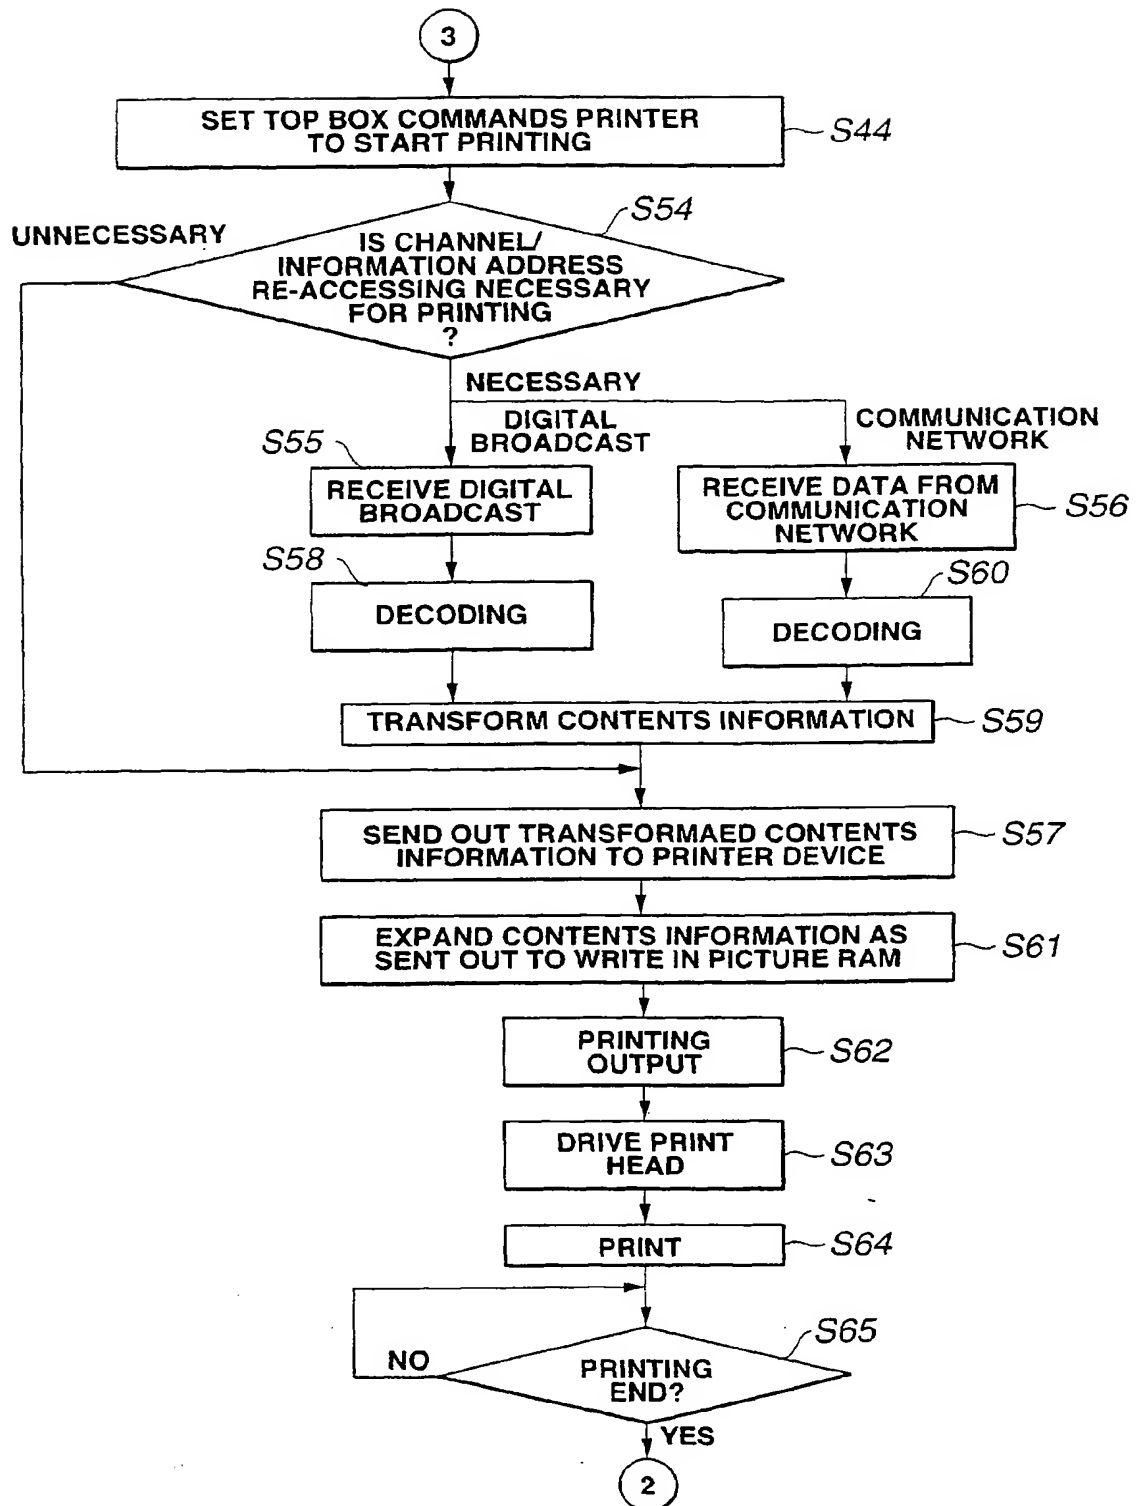 3
SET TOP BOX COMMANDS PRINTER
TO START PRINTING
S44
S54
UNNECESSARY
IS CHANNEL/
INFORMATION ADDRESS
RE-ACCESSING NECESSARY
FOR PRINTING
?
NECESSARY
DIGITAL
BROADCAST
COMMUNICATION
NETWORK
S55
RECEIVE DIGITAL
BROADCAST
RECEIVE DATA FROM
COMMUNICATION
NETWORK
S56
S58
DECODING
S60
DECODING
TRANSFORM CONTENTS INFORMATION
S59
SEND OUT TRANSFORMAED CONTENTS
INFORMATION TO PRINTER DEVICE
S57
EXPAND CONTENTS INFORMATION AS
SENT OUT TO WRITE IN PICTURE RAM
S61
PRINTING
OUTPUT
S62
DRIVE PRINT
HEAD
S63
PRINT
S64
S65
NO
PRINTING
END?
YES
2